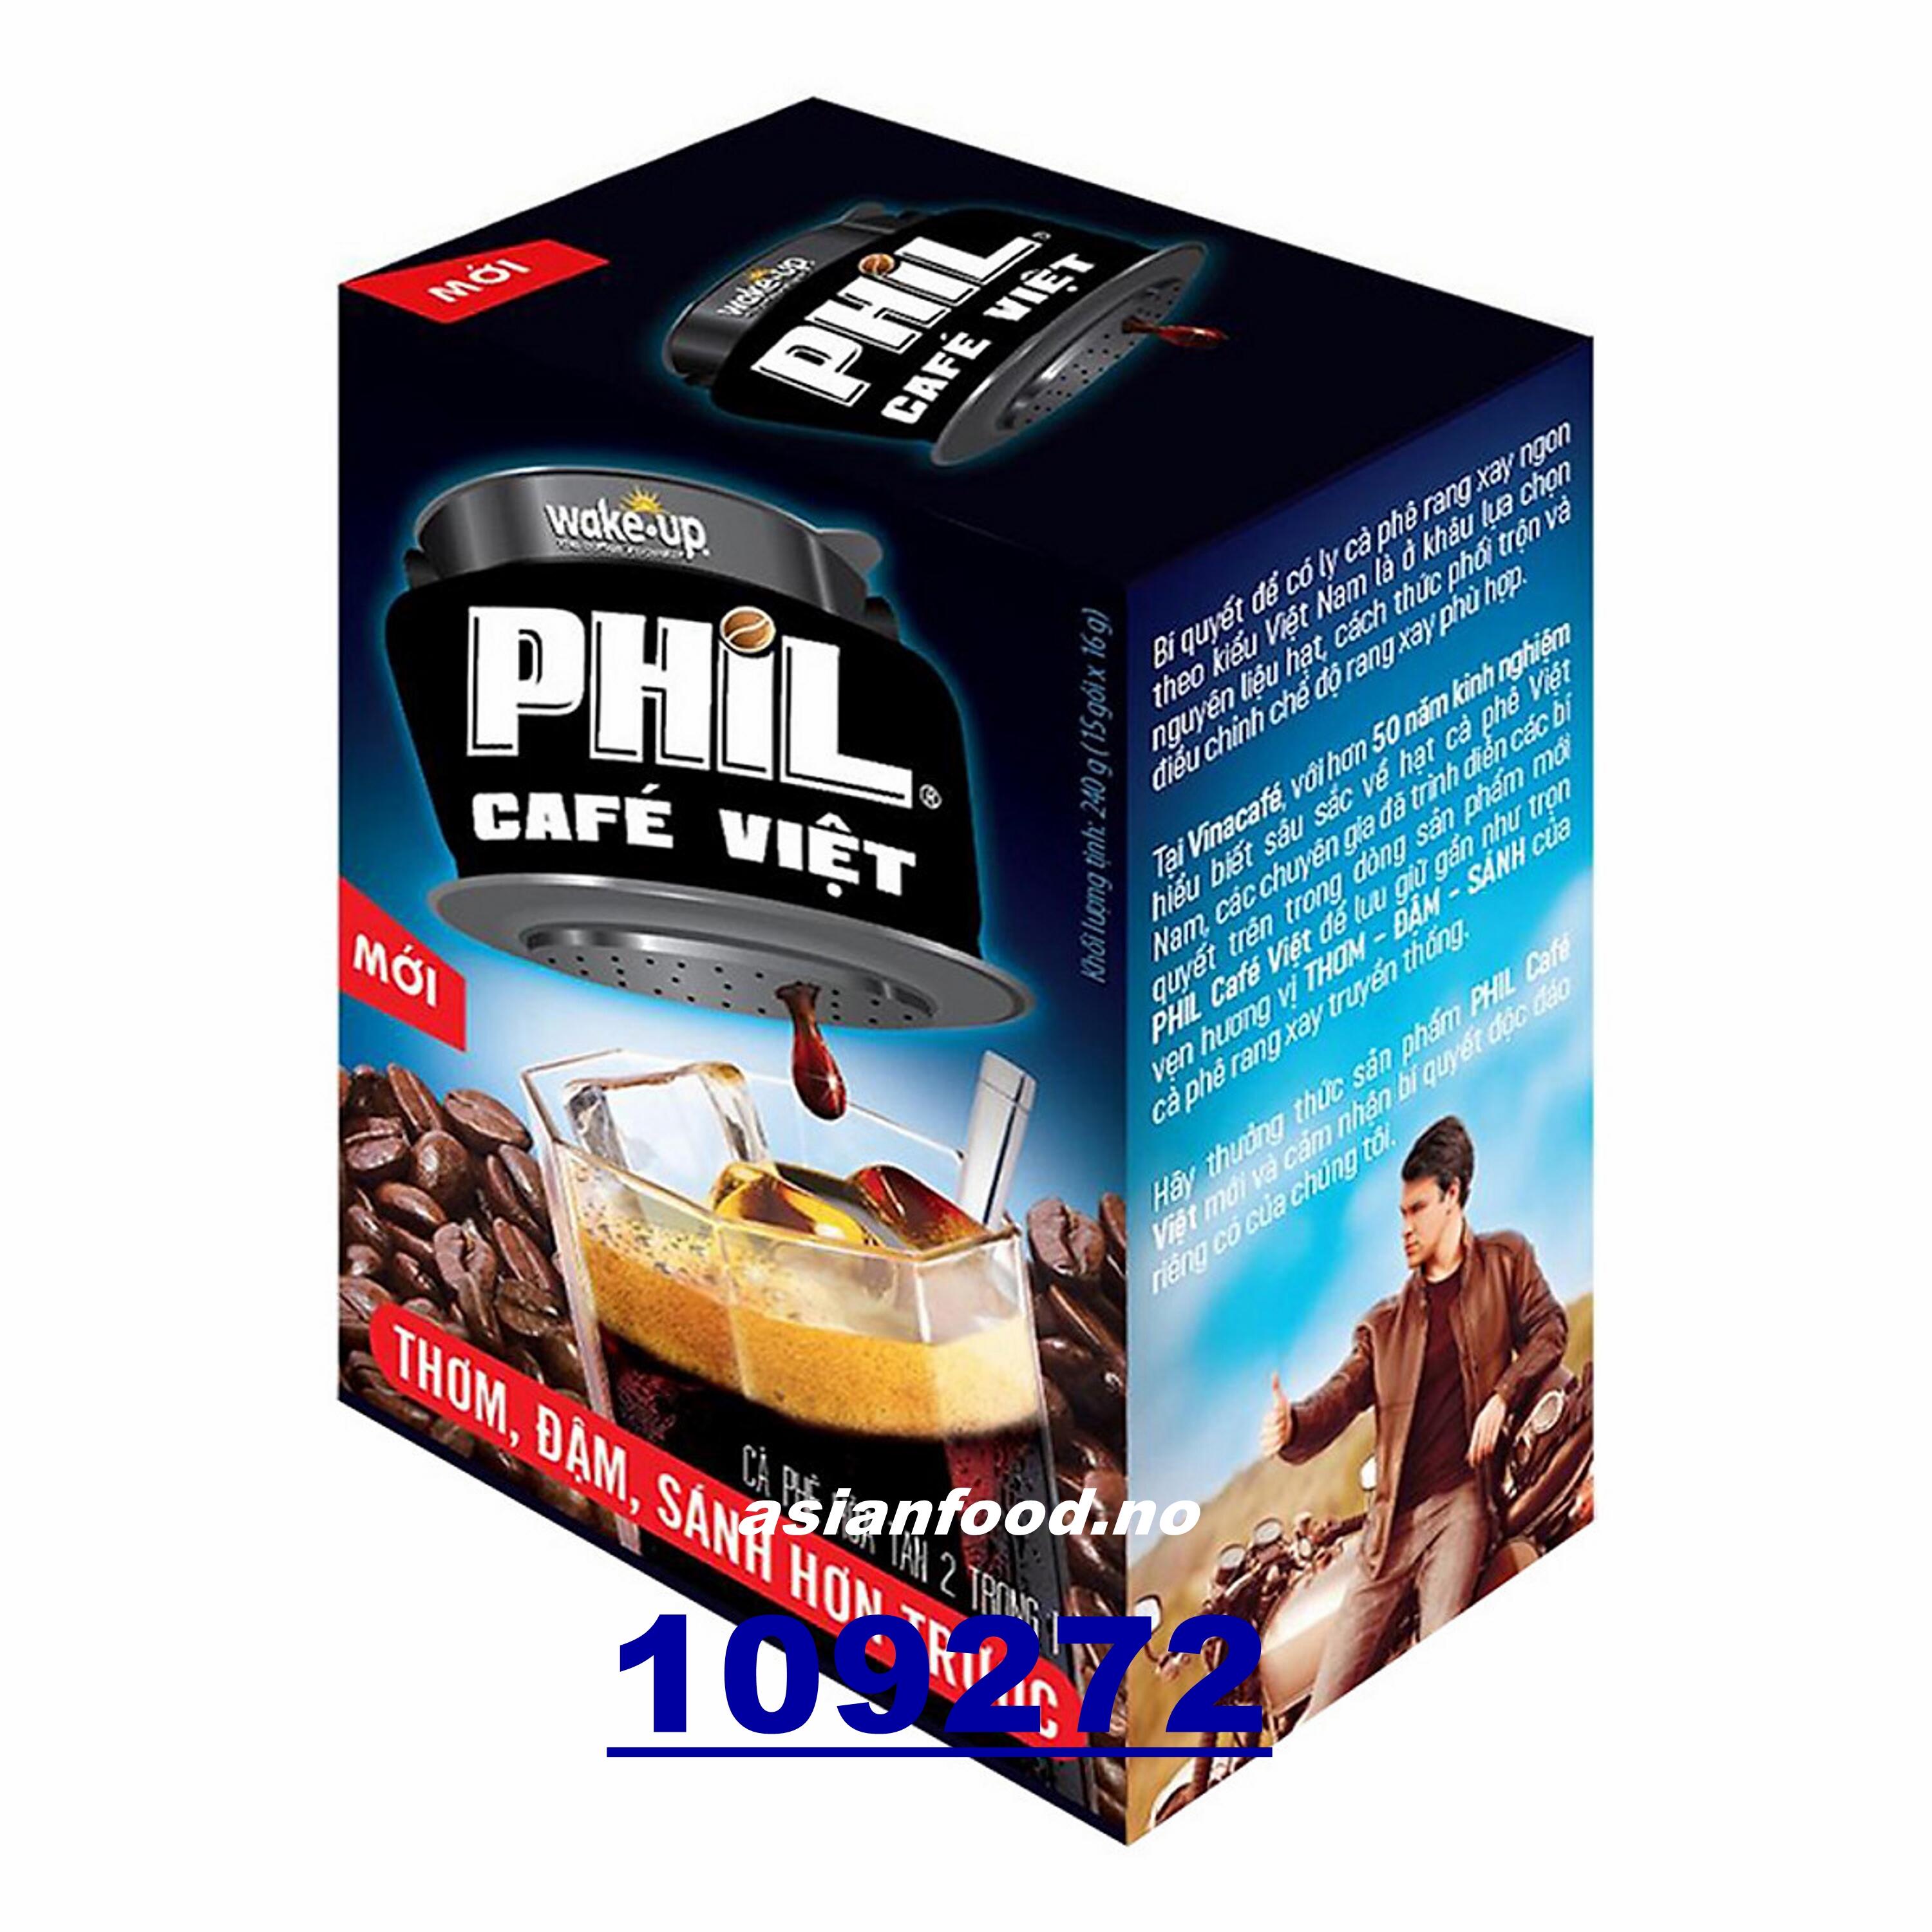 MỚI
wake·up
PHiL
CAFÉ VIỆT
wake·up
PHiL®
CAFÉ VIỆT
MỚI
Khối lượng tịnh: 240 g (15 gói x 16 g)
THƠM, ĐẬM, SÁNH HƠN TRƯỚC
CÀ PHÊ TAN 2 TRONG 1
asianfood.no
109272
Bí quyết để có ly cà phê rang xay ngon
theo kiểu Việt Nam là ở khâu lựa chọn
nguyên liệu hạt, cách thức phối trộn và
điều chỉnh chế độ rang xay phù hợp.
Tại Vinacafé, với hơn 50 năm kinh nghiệm
hiểu biết sâu sắc về hạt cà phê Việt
Nam, các chuyên gia đã trình diễn các bí
quyết trên trong dòng sản phẩm mới
PHIL Café Việt để lưu giữ gần như trọn
vẹn hương vị THƠM - ĐẬM - SÁNH của
cà phê rang xay truyền thống.
Hãy thưởng thức sản phẩm PHIL Café
Việt mới và cảm nhận bí quyết độc đáo
riêng có của chúng tôi.